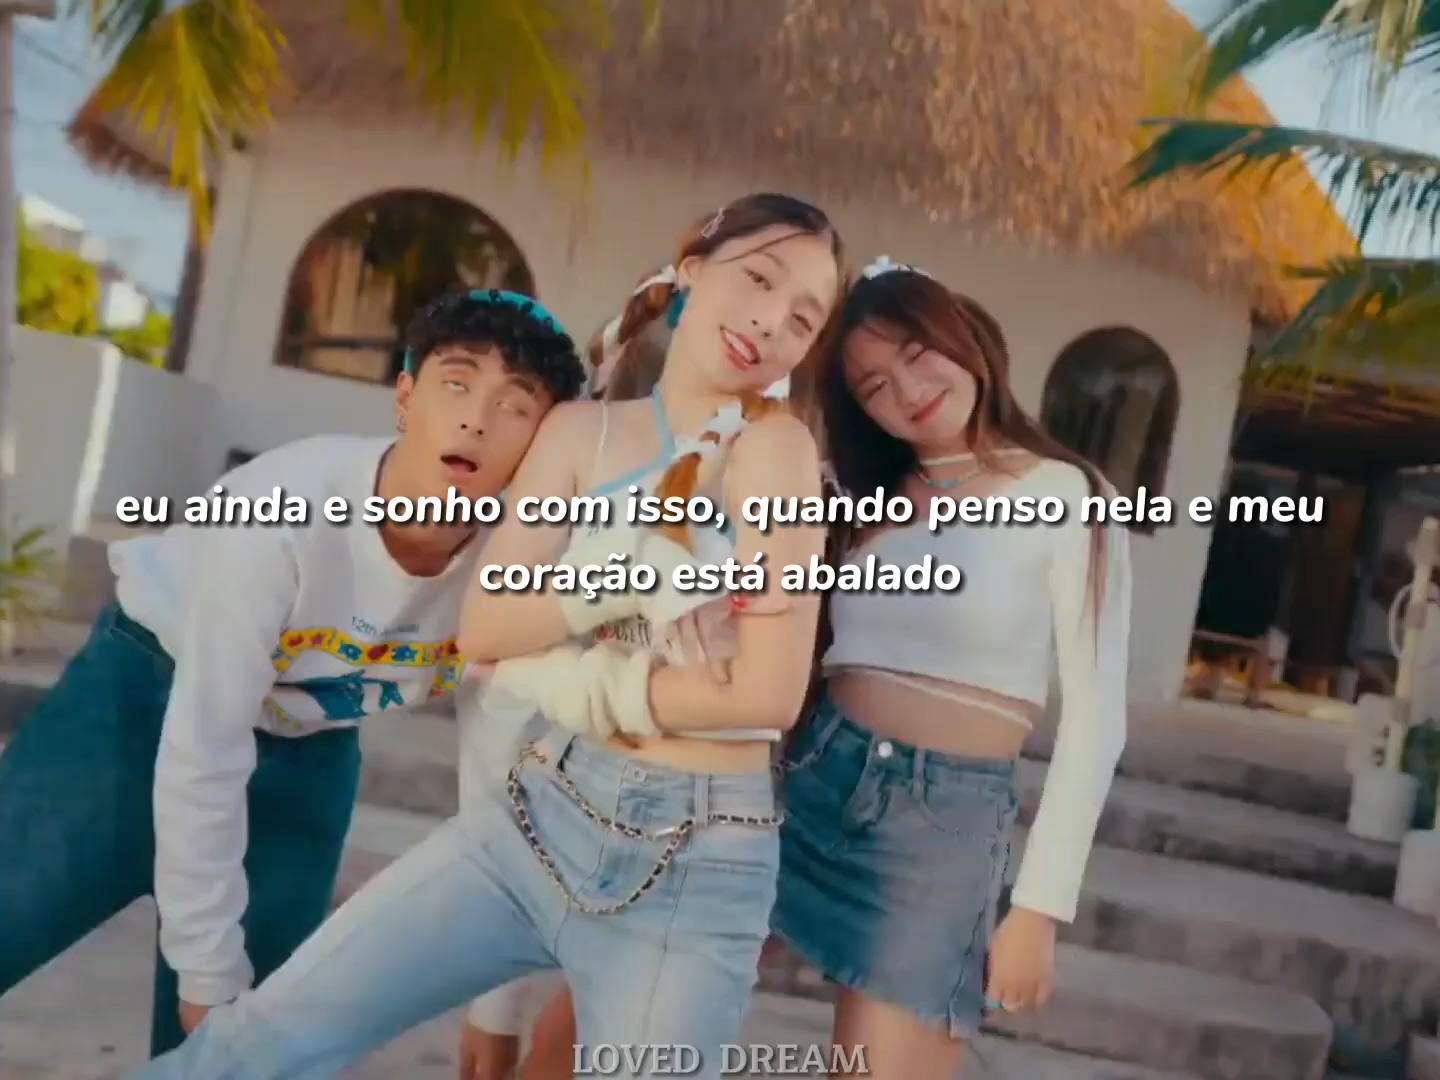 eu ainda e sonho com isso, quando penso nela e meu
coração está abalado
LOVED DREAM